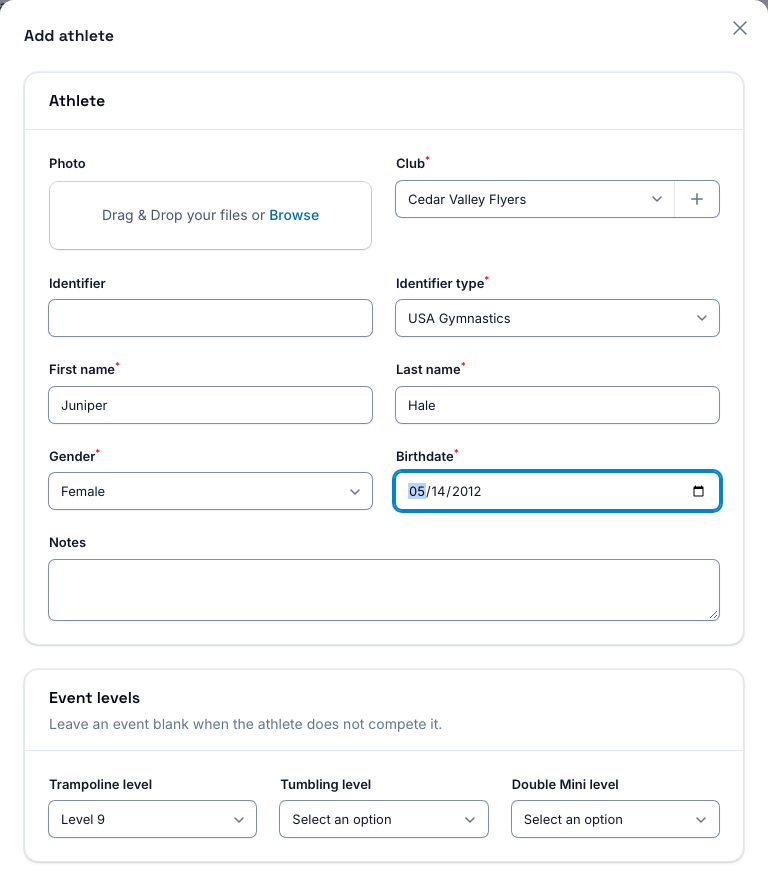 Add athlete
Athlete
Photo
Club*
Drag & Drop your files or Browse
Cedar Valley Flyers
Identifier
Identifier type*
USA Gymnastics
First name*
Last name*
Juniper
Hale
Gender*
Birthdate*
Female
05/14/2012
Notes
Event levels
Leave an event blank when the athlete does not compete it.
Trampoline level
Tumbling level
Double Mini level
Level 9
Select an option
Select an option